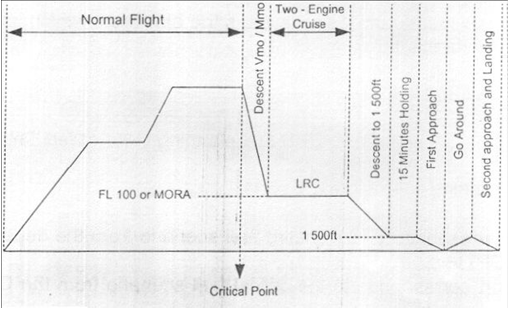 Normal Flight
Descent Vmo / Mmo
Two - Engine
Cruise
Descent to 1 500ft
15 Minutes Holding
First Approach
Go Around
Second approach and Landing
FL 100 or MORA
LRC
1 500ft
Critical Point